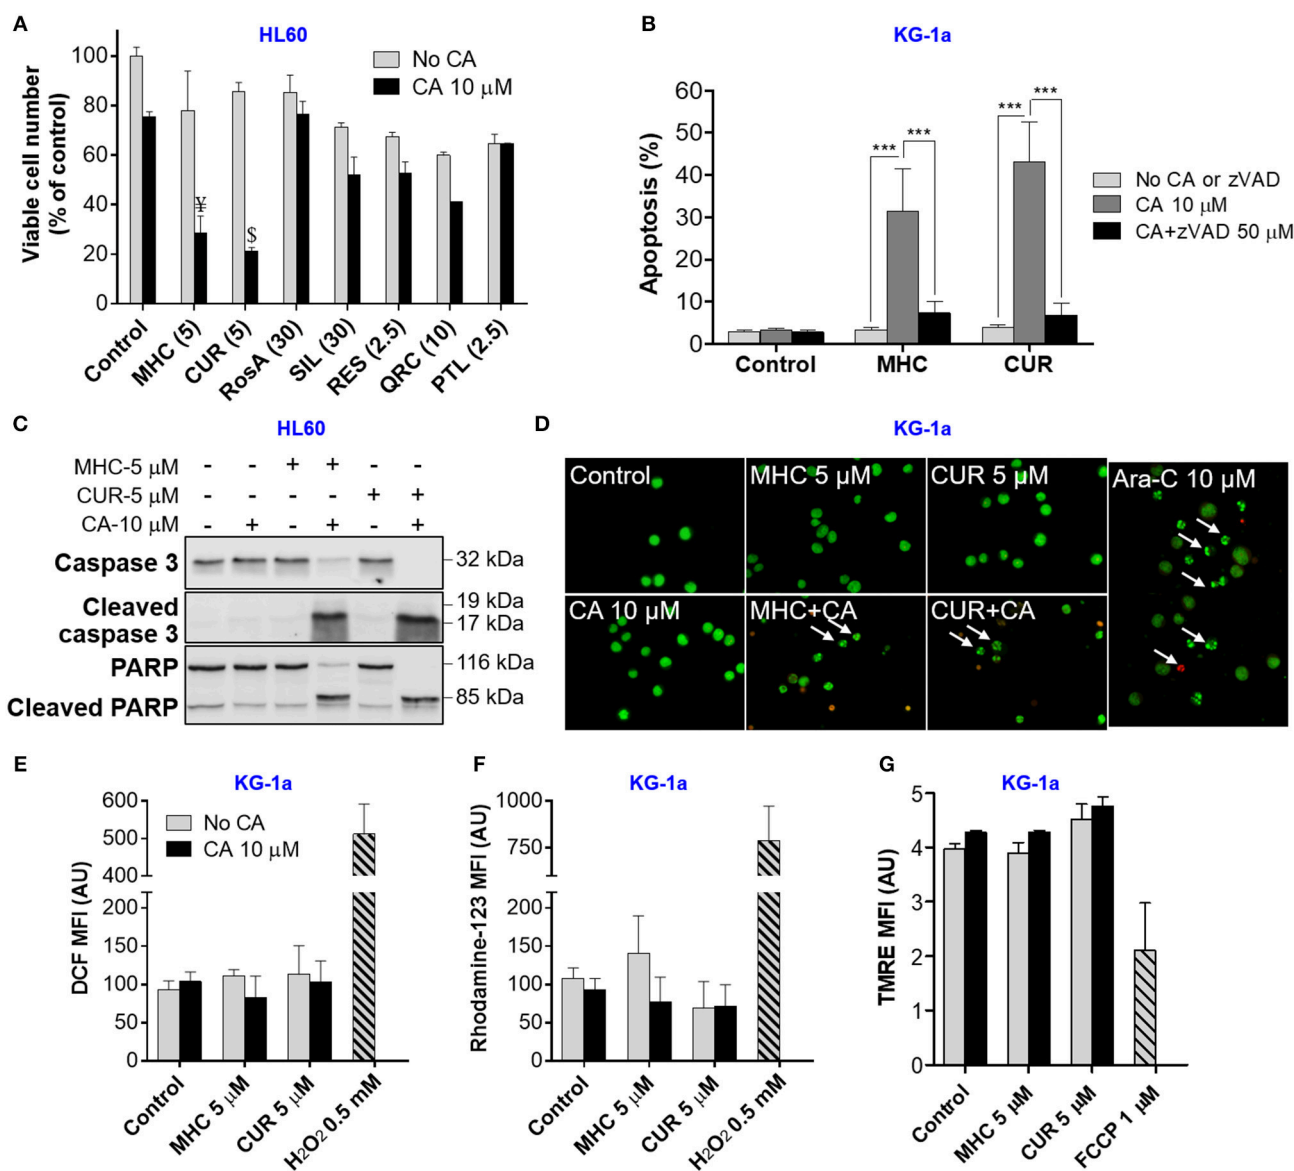 A
HL60
Viable cell number
(% of control)
100
80
60
40
20
0
No CA
CA 10 µM
¥
$
Control
MHC (5)
CUR (5)
RosA (30)
SIL (30)
RES (2.5)
QRC (10)
PTL (2.5)
B
KG-1a
Apoptosis (%)
60
50
40
30
20
10
0
***
***
***
***
No CA or zVAD
CA 10 µM
CA+zVAD 50 µM
Control
MHC
CUR
C
HL60
MHC-5 µM - - + + - -
CUR-5 µM - - - - + +
CA-10 µM - + - + - +
Caspase 3
32 kDa
Cleaved
caspase 3
19 kDa
17 kDa
PARP
116 kDa
Cleaved PARP
85 kDa
D
KG-1a
Control
MHC 5 µM
CUR 5 µM
Ara-C 10 µM
CA 10 µM
MHC+CA
CUR+CA
E
KG-1a
DCF MFI (AU)
600
500
400
200
150
100
50
0
No CA
CA 10 µM
Control
MHC 5 µM
CUR 5 µM
H₂O₂ 0.5 mM
F
KG-1a
Rhodamine-123 MFI (AU)
1000
750
500
200
150
100
50
0
Control
MHC 5 µM
CUR 5 µM
H₂O₂ 0.5 mM
G
KG-1a
TMRE MFI (AU)
5
4
3
2
1
0
Control
MHC 5 µM
CUR 5 µM
FCCP 1 µM